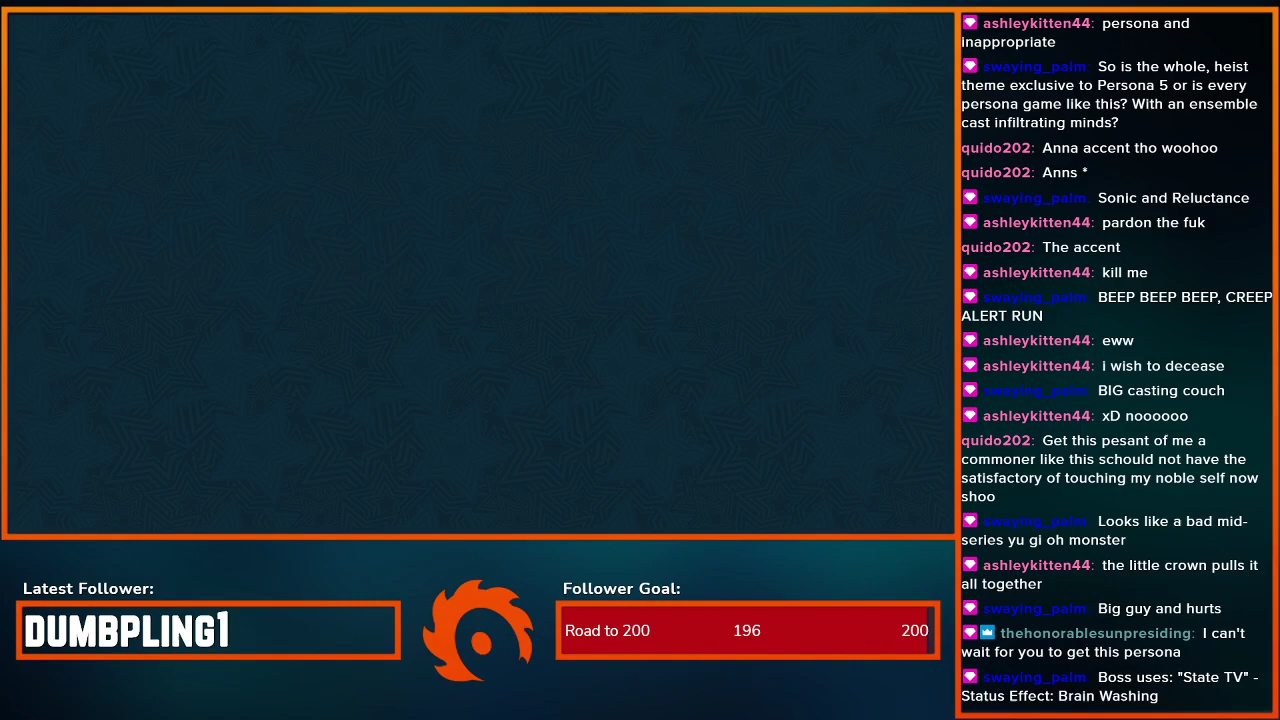 ashleykitten44: persona and
inappropriate
swaying_palm: So is the whole, heist
theme exclusive to Persona 5 or is every
persona game like this? With an ensemble
cast infiltrating minds?
quido202: Anna accent tho woohoo
quido202: Anns *
swaying_palm: Sonic and Reluctance
ashleykitten44: pardon the fuk
quido202: The accent
ashleykitten44: kill me
swaying_palm: BEEP BEEP BEEP, CREEP
ALERT RUN
ashleykitten44: eww
ashleykitten44: i wish to decease
swaying_palm: BIG casting couch
ashleykitten44: xD noooooo
quido202: Get this pesant of me a
commoner like this schould not have the
satisfactory of touching my noble self now
shoo
swaying_palm: Looks like a bad mid-
series yu gi oh monster
ashleykitten44: the little crown pulls it
all together
swaying_palm: Big guy and hurts
thehonorablesunpresiding: I can't
wait for you to get this persona
swaying_palm: Boss uses: "State TV" -
Status Effect: Brain Washing
Latest Follower:
DUMBPLING1
Follower Goal:
Road to 200 196 200